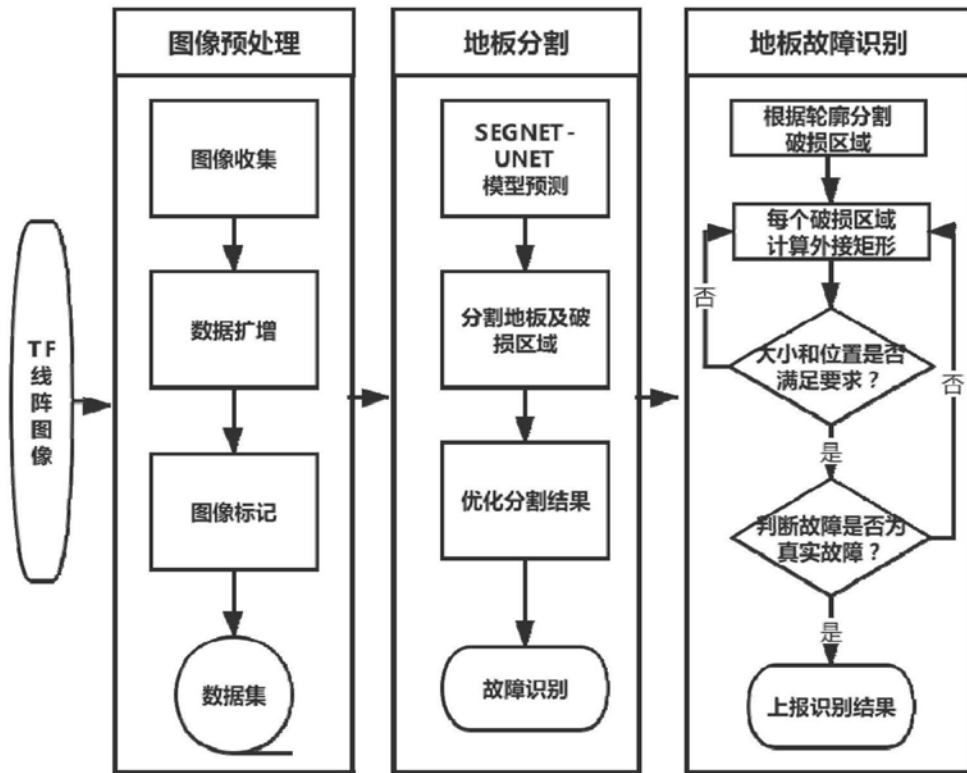 TF
线
阵
图
像
图像预处理
图像收集
数据扩增
图像标记
数据集
地板分割
SEGNET-
UNET
模型预测
分割地板及破
损区域
优化分割结果
故障识别
地板故障识别
根据轮廓分割
破损区域
每个破损区域
计算外接矩形
否
大小和位置是否
满足要求？
否
是
判断故障是否为
真实故障？
是
上报识别结果